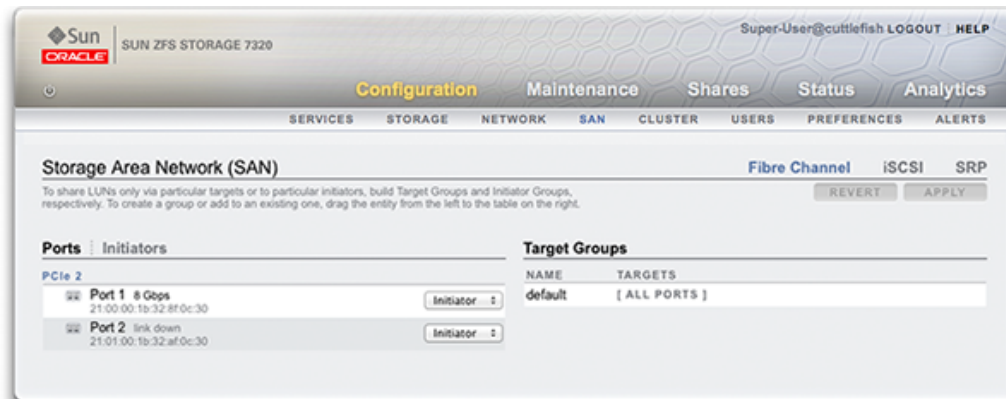 Sun
ORACLE
SUN ZFS STORAGE 7320
Super-User@cuttlefish LOGOUT HELP
Configuration Maintenance Shares Status Analytics
SERVICES STORAGE NETWORK SAN CLUSTER USERS PREFERENCES ALERTS
Storage Area Network (SAN)
Fibre Channel iSCSI SRP
To share LUNs only via particular targets or to particular initiators, build Target Groups and Initiator Groups,
respectively. To create a group or add to an existing one, drag the entity from the left to the table on the right.
REVERT APPLY
Ports Initiators
PCIe 2
Port 1 8 Gbps
21:00:00:1b:32:8f:0c:30
Initiator
Port 2 link down
21:01:00:1b:32:af:0c:30
Initiator
Target Groups
NAME TARGETS
default [ ALL PORTS ]